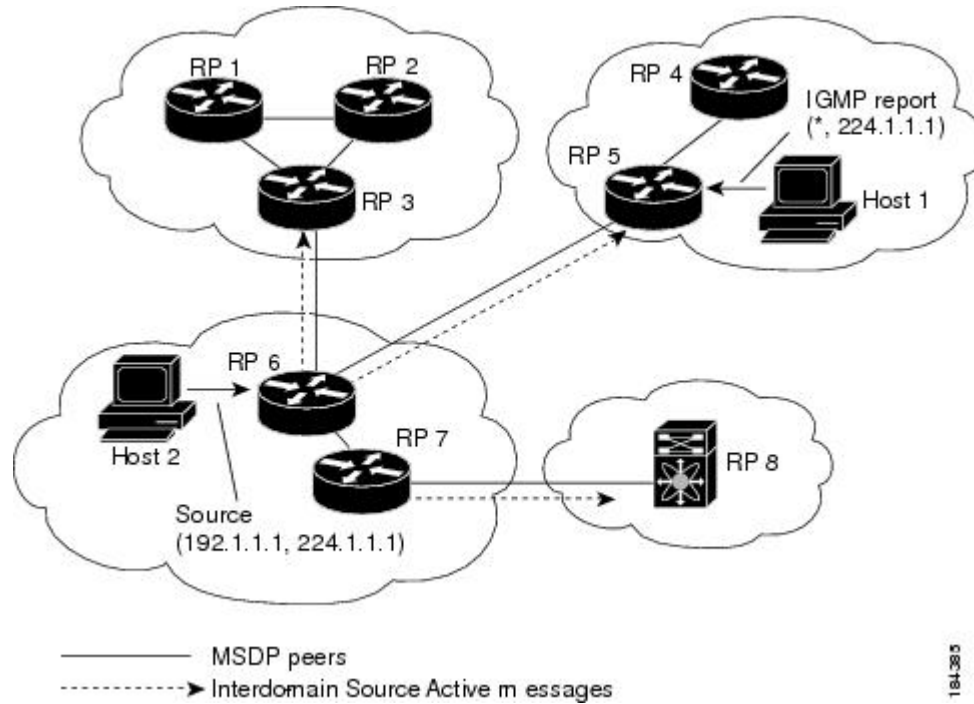 RP 1
RP 2
RP 3
RP 4
IGMP report
(*, 224.1.1.1)
RP 5
Host 1
RP 6
Host 2
RP 7
RP 8
Source
(192.1.1.1, 224.1.1.1)
MSDP peers
Interdomain Source Active messages
184385